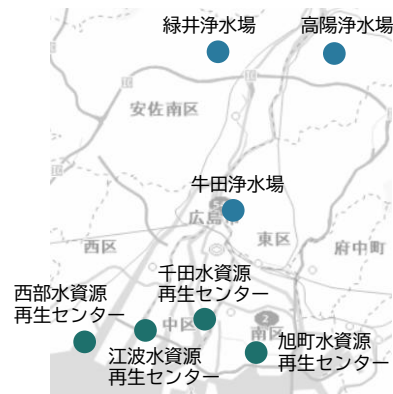 緑井浄水場
高陽浄水場
安佐南区
牛田浄水場
広島
西区
東区
府中町
千田水資源
再生センター
西部水資源
再生センター
中区
2
南区
江波水資源
再生センター
旭町水資源
再生センター